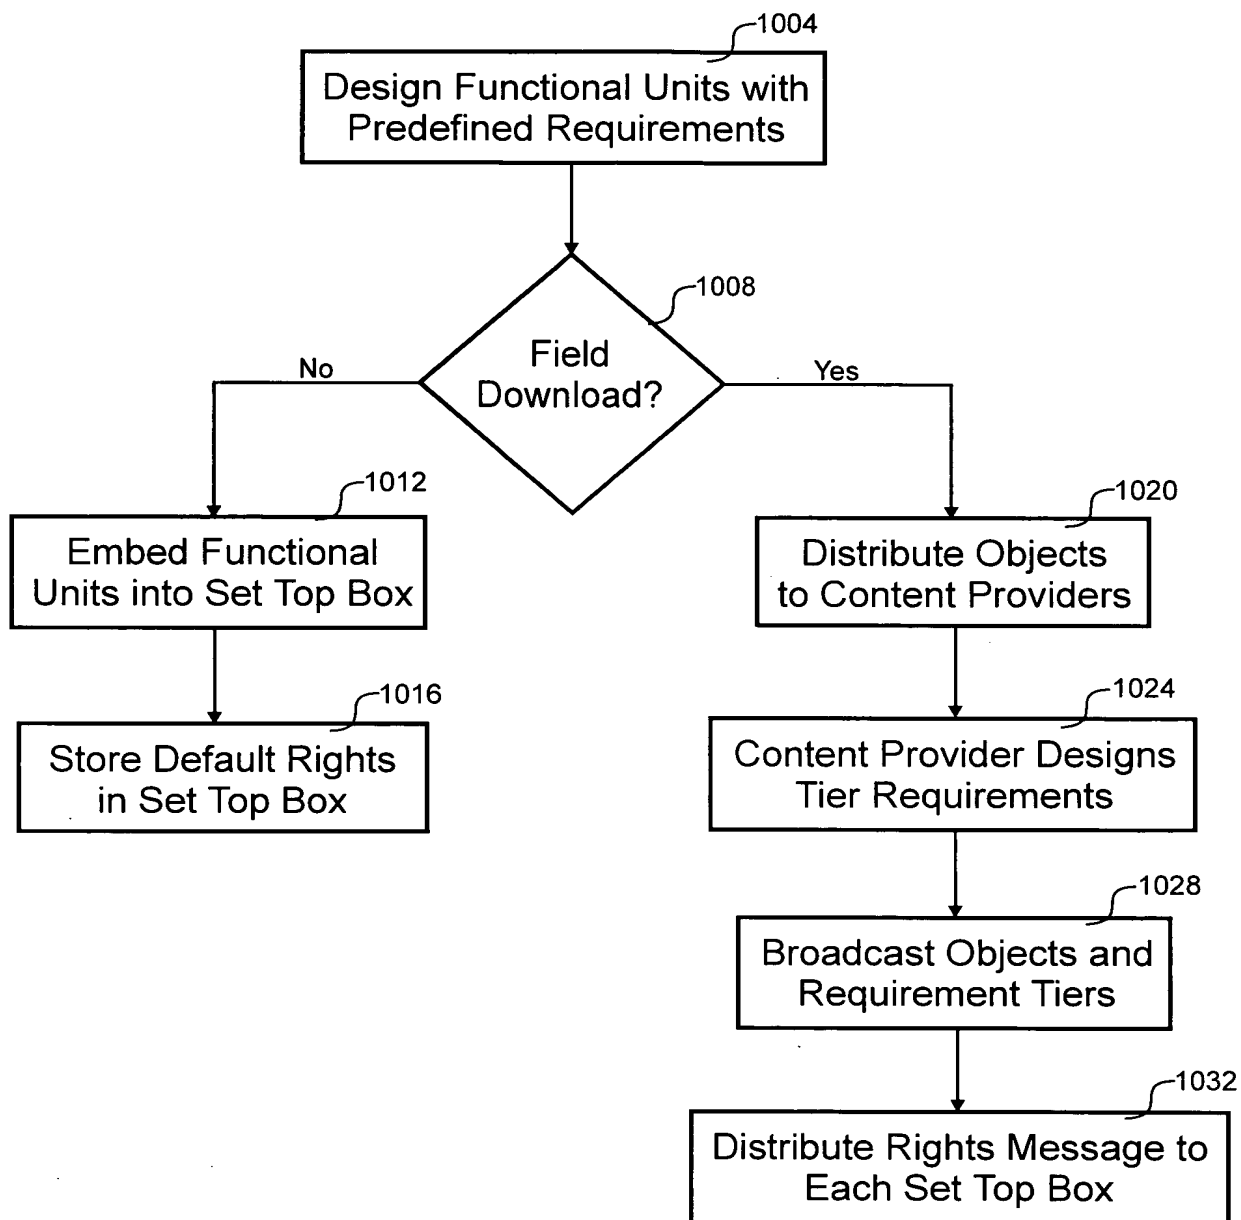 1004
Design Functional Units with
Predefined Requirements
1008
Field
Download?
No
Yes
1012
Embed Functional
Units into Set Top Box
1016
Store Default Rights
in Set Top Box
1020
Distribute Objects
to Content Providers
1024
Content Provider Designs
Tier Requirements
1028
Broadcast Objects and
Requirement Tiers
1032
Distribute Rights Message to
Each Set Top Box